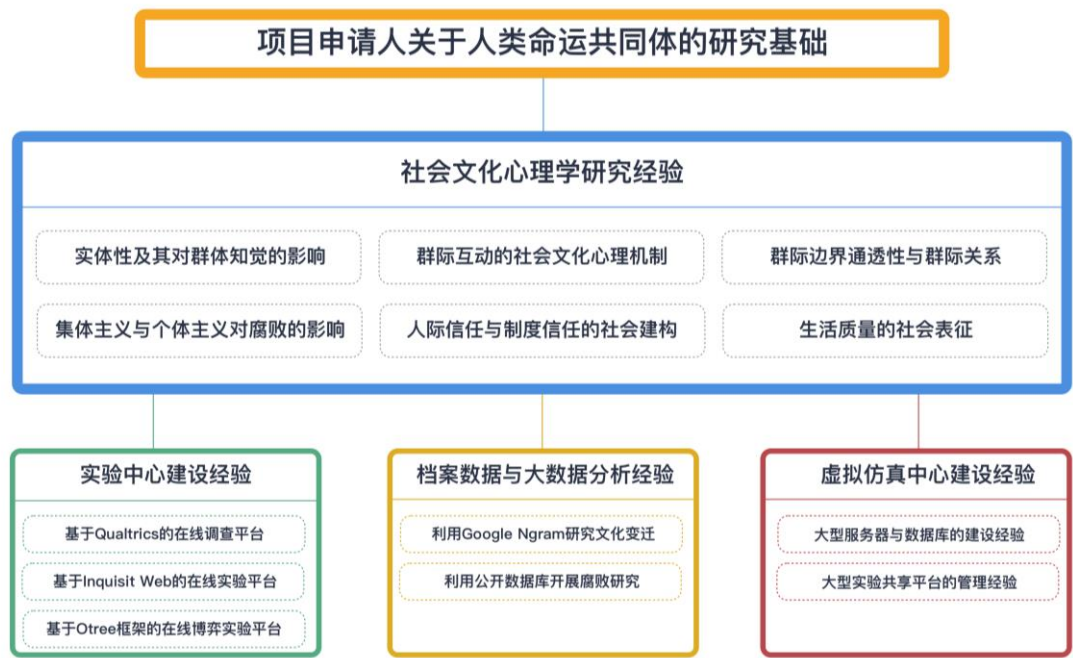 项目申请人关于人类命运共同体的研究基础
社会文化心理学研究经验
实体性及其对群体知觉的影响
群际互动的社会文化心理机制
群际边界通透性与群际关系
集体主义与个体主义对腐败的影响
人际信任与制度信任的社会建构
生活质量的社会表征
实验中心建设经验
基于Qualtrics的在线调查平台
基于Inquisit Web的在线实验平台
基于Otree框架的在线博弈实验平台
档案数据与大数据分析经验
利用Google Ngram研究文化变迁
利用公开数据库开展腐败研究
虚拟仿真中心建设经验
大型服务器与数据库的建设经验
大型实验共享平台的管理经验